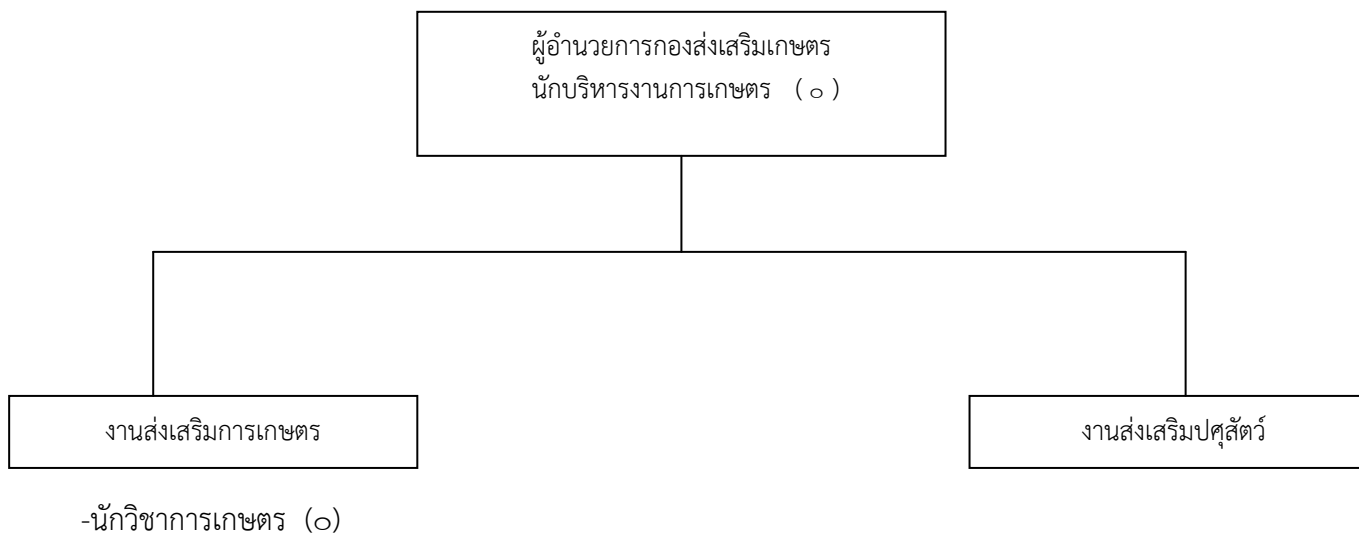 ผู้อำนวยการกองส่งเสริมเกษตร
นักบริหารงานการเกษตร (๐)
งานส่งเสริมการเกษตร
งานส่งเสริมปศุสัตว์
-นักวิชาการเกษตร (๐)